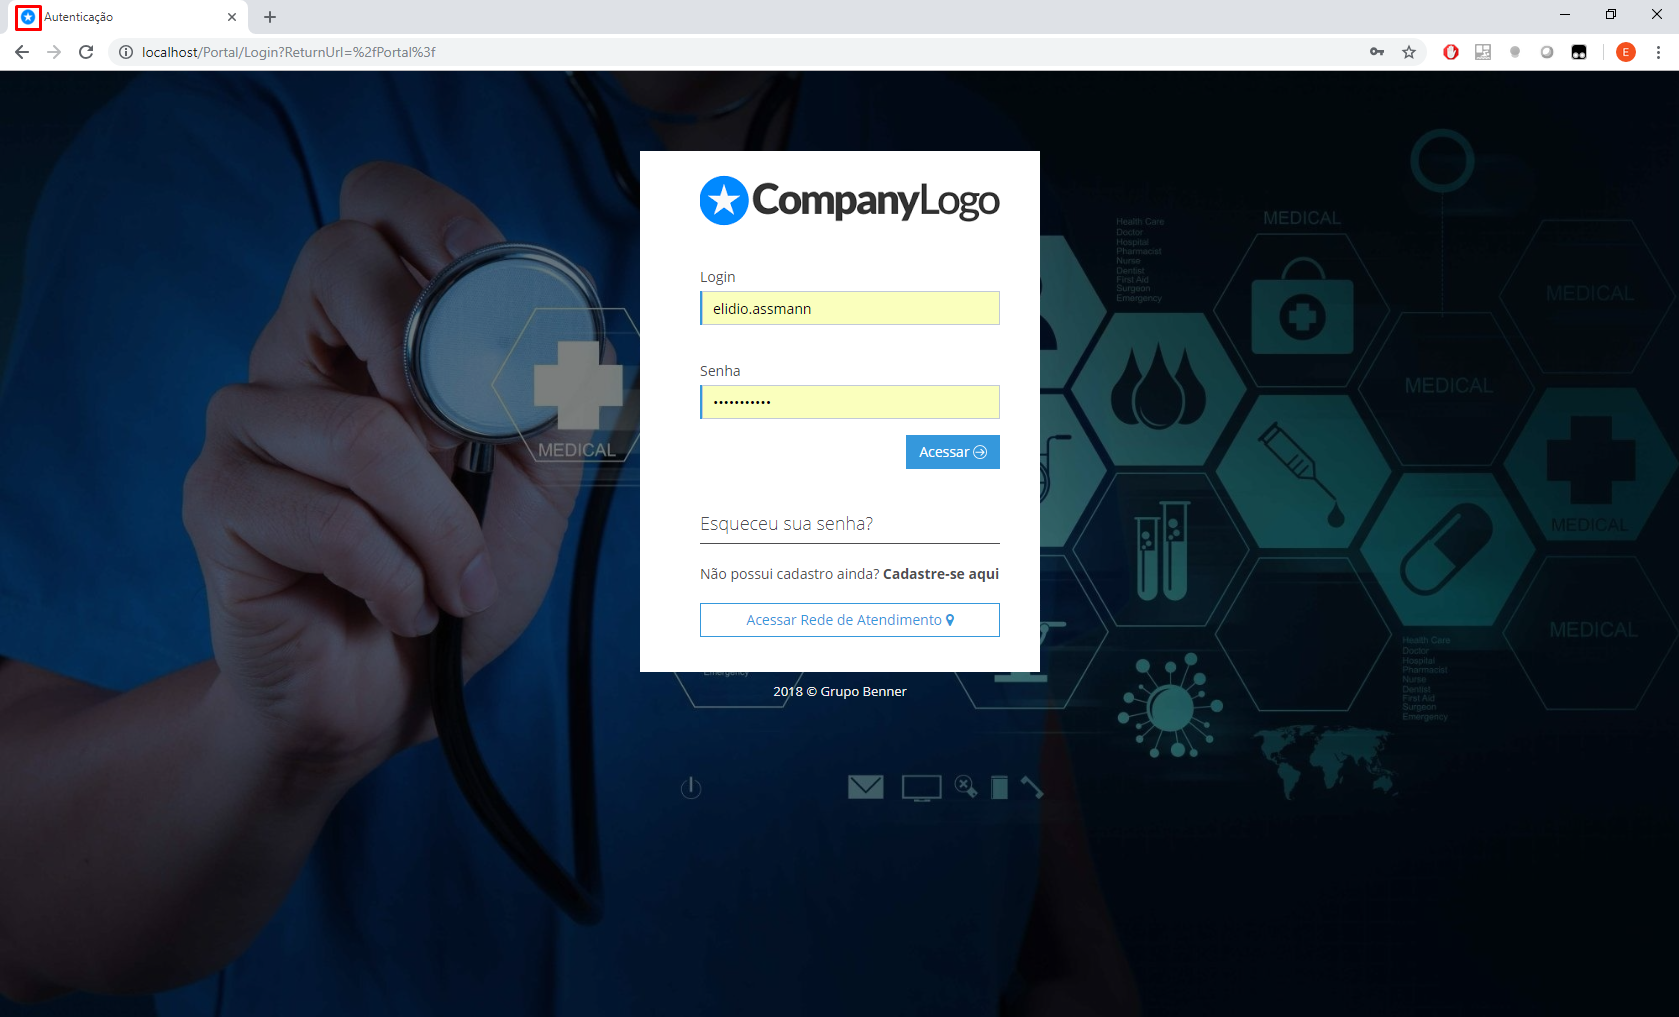 Autenticação
localhost/Portal/Login?ReturnUrl=%2fPortal%3f
E
CompanyLogo
Login
elidio.assmann
Senha
•••••••••••
Acessar
Esqueceu sua senha?
Não possui cadastro ainda? Cadastre-se aqui
Acessar Rede de Atendimento
2018 © Grupo Benner
MEDICAL
Emergency
Health Care
Doctor
Hospital
Pharmacist
Nurse
Dentist
First Aid
Surgeon
Emergency
MEDICAL
MEDICAL
MEDICAL
MEDICAL
MEDICAL
Health Care
Doctor
Hospital
Pharmacist
Nurse
Dentist
First Aid
Surgeon
Emergency